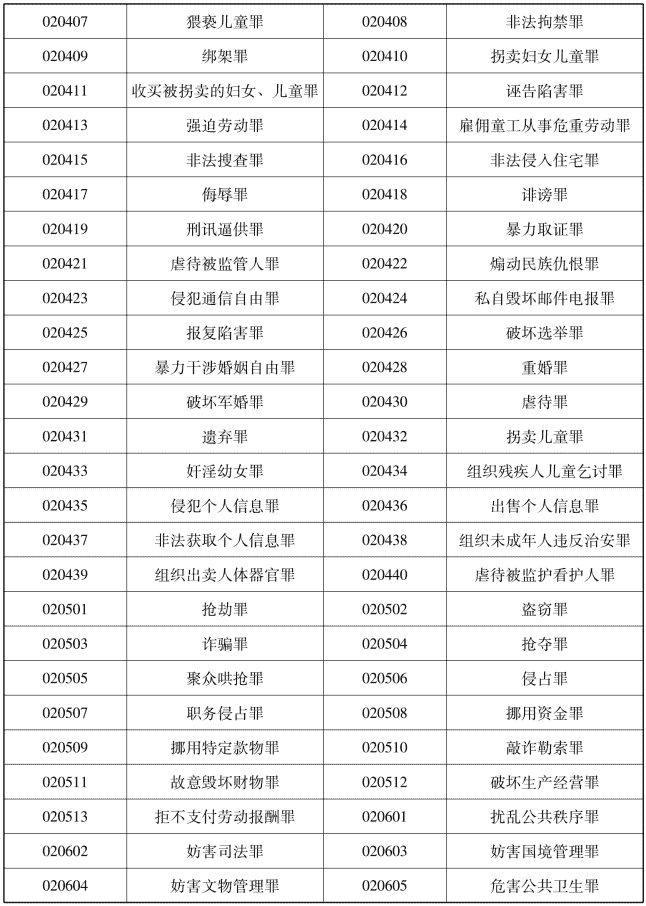 020407 猥亵儿童罪 020408 非法拘禁罪
020409 绑架罪 020410 拐卖妇女儿童罪
020411 收买被拐卖的妇女、儿童罪 020412 诬告陷害罪
020413 强迫劳动罪 020414 雇佣童工从事危重劳动罪
020415 非法搜查罪 020416 非法侵入住宅罪
020417 侮辱罪 020418 诽谤罪
020419 刑讯逼供罪 020420 暴力取证罪
020421 虐待被监管人罪 020422 煽动民族仇恨罪
020423 侵犯通信自由罪 020424 私自毁坏邮件电报罪
020425 报复陷害罪 020426 破坏选举罪
020427 暴力干涉婚姻自由罪 020428 重婚罪
020429 破坏军婚罪 020430 虐待罪
020431 遗弃罪 020432 拐卖儿童罪
020433 奸淫幼女罪 020434 组织残疾人儿童乞讨罪
020435 侵犯个人信息罪 020436 出售个人信息罪
020437 非法获取个人信息罪 020438 组织未成年人违反治安罪
020439 组织出卖人体器官罪 020440 虐待被监护看护人罪
020501 抢劫罪 020502 盗窃罪
020503 诈骗罪 020504 抢夺罪
020505 聚众哄抢罪 020506 侵占罪
020507 职务侵占罪 020508 挪用资金罪
020509 挪用特定款物罪 020510 敲诈勒索罪
020511 故意毁坏财物罪 020512 破坏生产经营罪
020513 拒不支付劳动报酬罪 020601 扰乱公共秩序罪
020602 妨害司法罪 020603 妨害国境管理罪
020604 妨害文物管理罪 020605 危害公共卫生罪